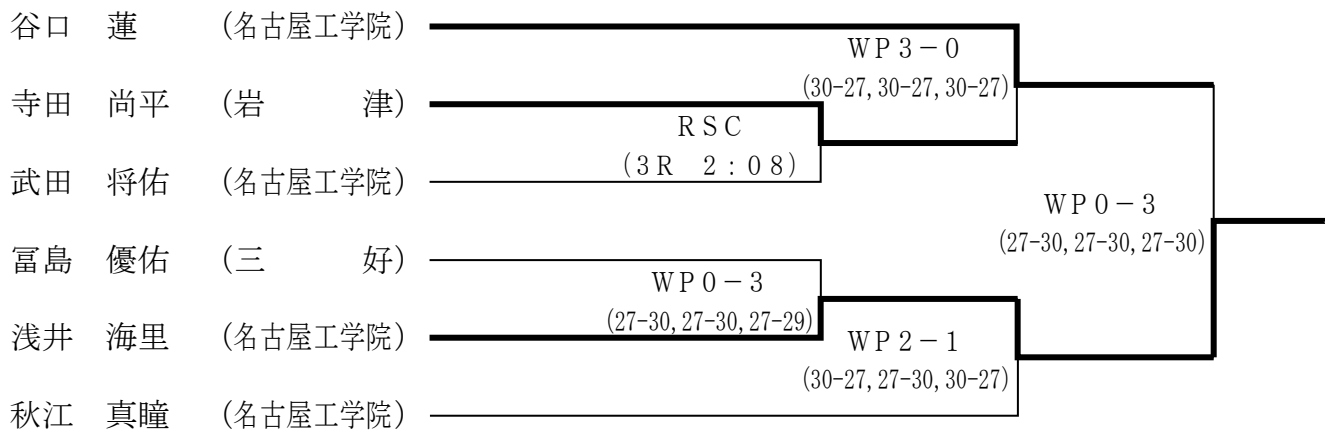 谷口　蓮　（名古屋工学院）
WP3－0
(30-27, 30-27, 30-27)
寺田　尚平　（岩　津）
RSC
(3R　2：08)
武田　将佑　（名古屋工学院）
WP0－3
(27-30, 27-30, 27-30)
冨島　優佑　（三　好）
WP0－3
(27-30, 27-30, 27-29)
浅井　海里　（名古屋工学院）
WP2－1
(30-27, 27-30, 30-27)
秋江　真瞳　（名古屋工学院）